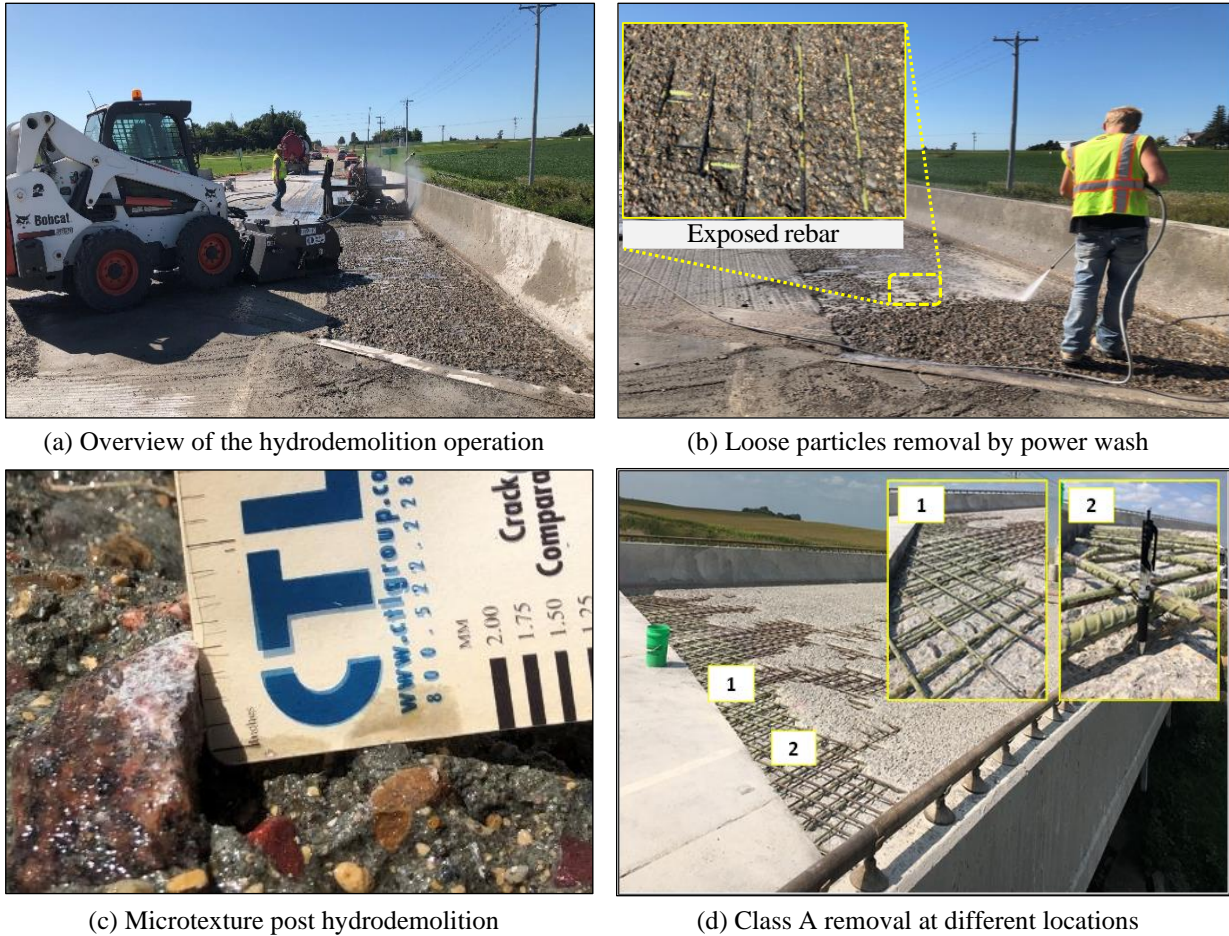 Bobcat
Exposed rebar
(a) Overview of the hydrodemolition operation
(b) Loose particles removal by power wash
CTL
www.ctlgroup.co
800.522.228
Crack
Compara
MM
2.00
1.75
1.50
1.25
Inches
1
2
1
2
(c) Microtexture post hydrodemolition
(d) Class A removal at different locations